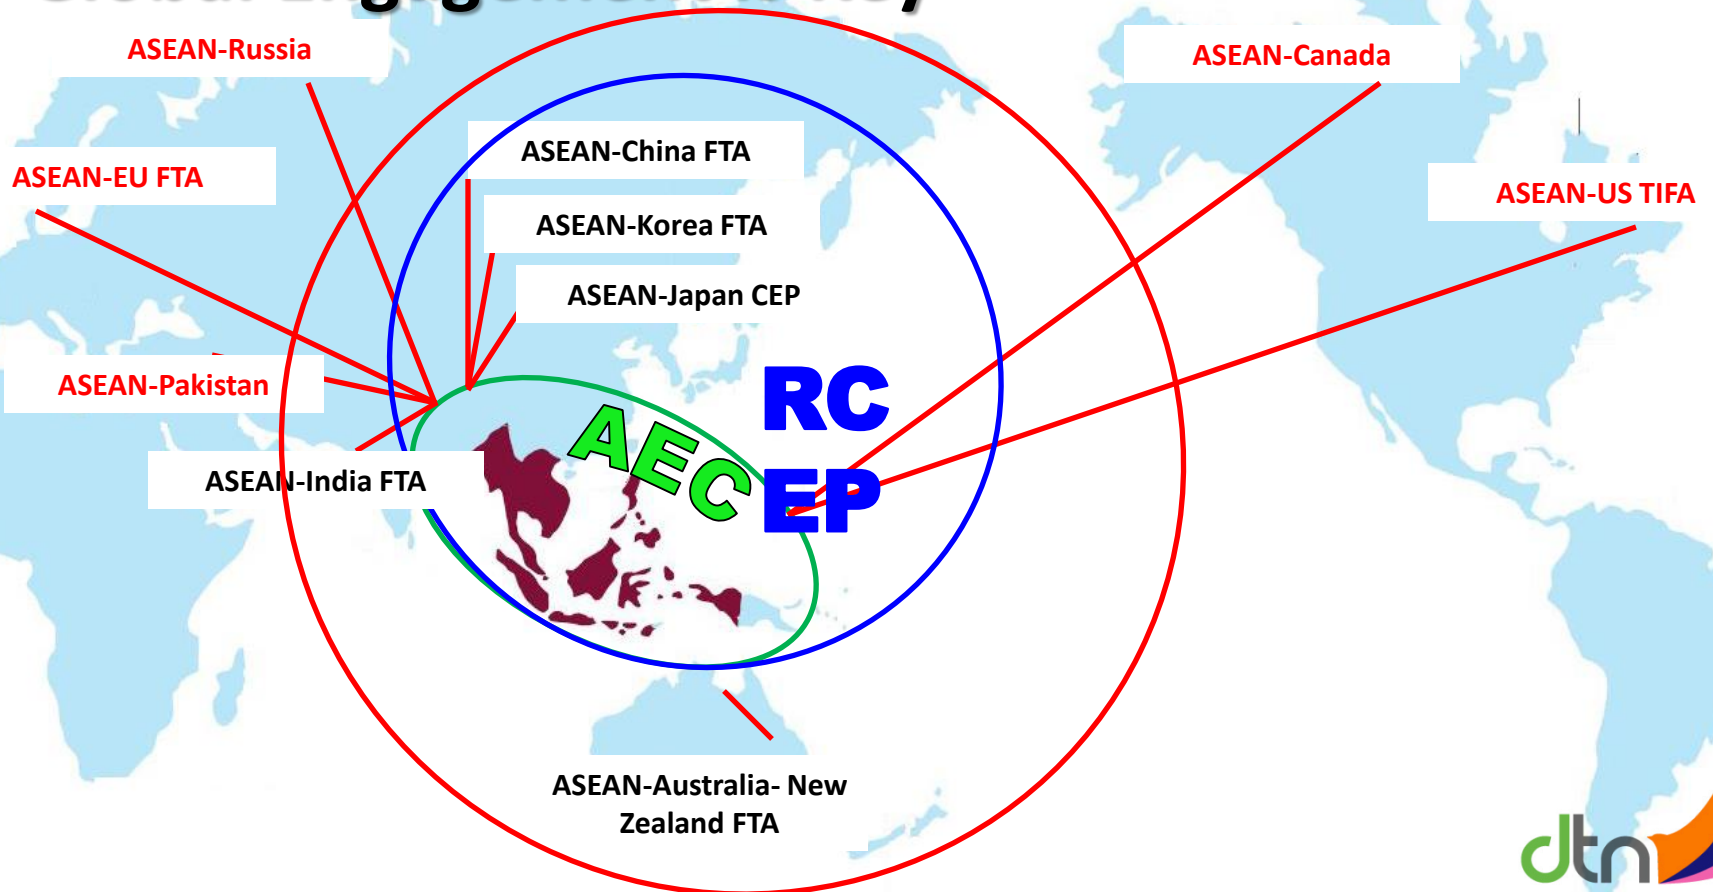 ASEAN-Russia
ASEAN-Canada
ASEAN-China FTA
ASEAN-EU FTA
ASEAN-US TIFA
ASEAN-Korea FTA
ASEAN-Japan CEP
ASEAN-Pakistan
RC
EP
AEC
ASEAN-India FTA
ASEAN-Australia- New
Zealand FTA
dtn